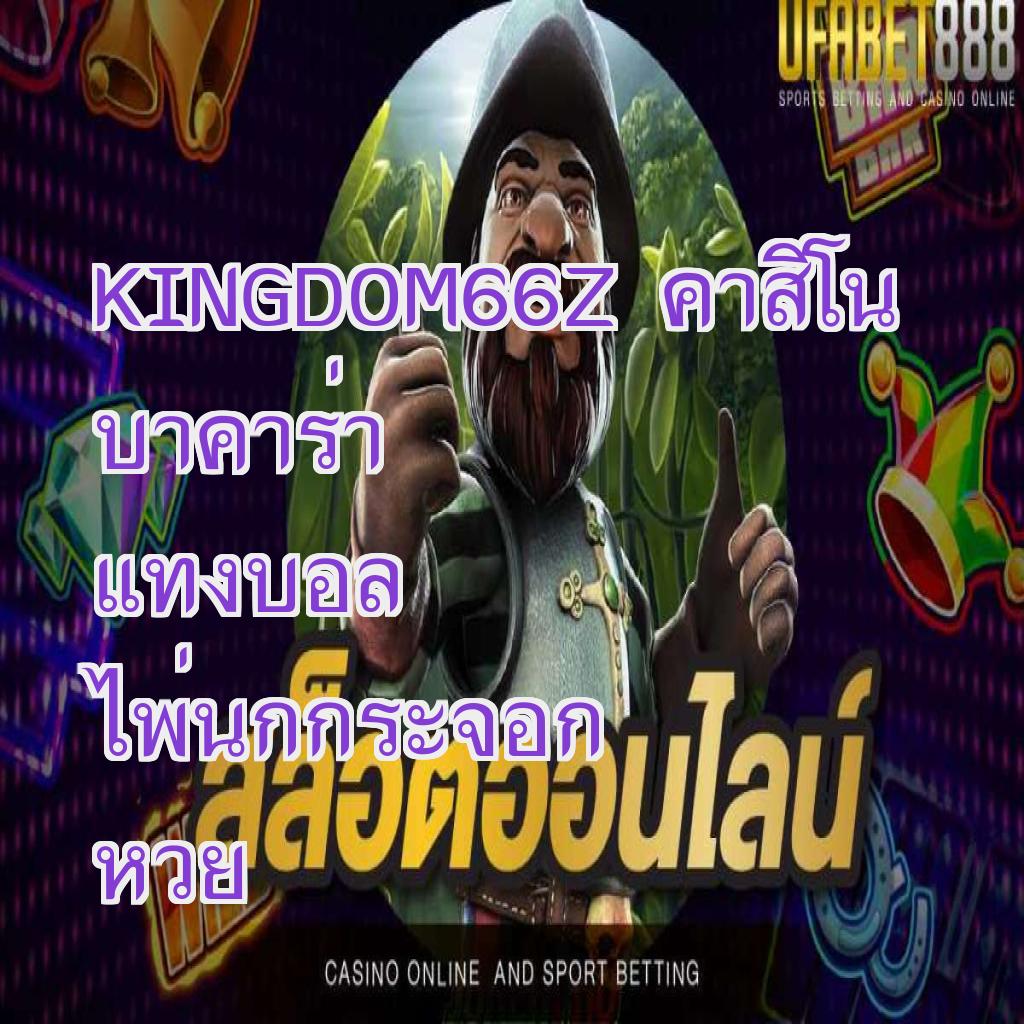 UFABET888
SPORTS BETTING AND CASINO ONLINE
BAR
KINGDOM66Z คาสิโน
บาคาร่า
แทงบอล
ไพ่นกกระจอก
สล็อตออนไลน์
หวย
CASINO ONLINE AND SPORT BETTING